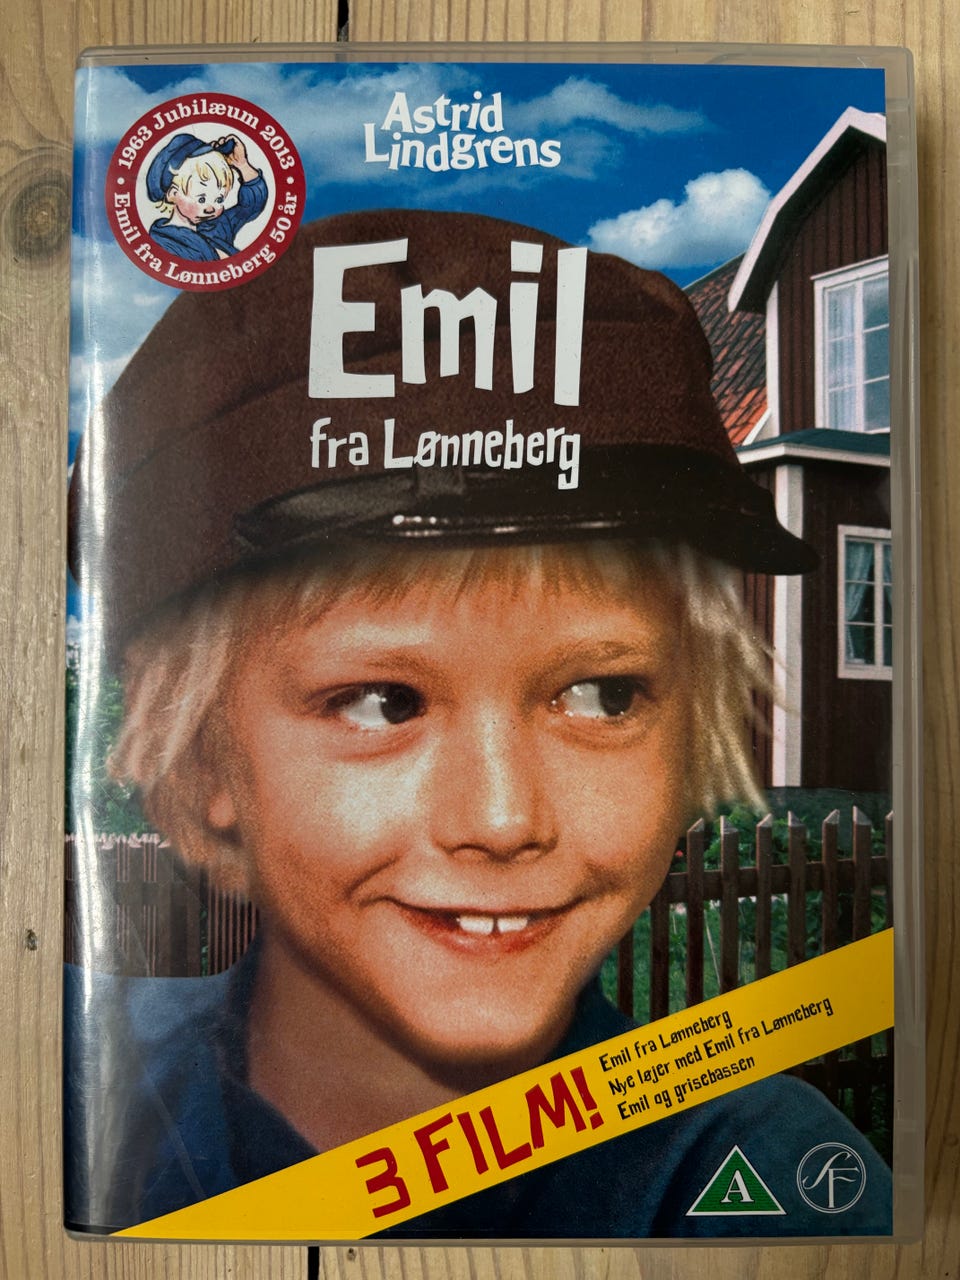 1963 Jubilæum 2013
Emil fra Lønneberg 50 år
Astrid
Lindgrens
Emil
fra Lønneberg
3 FILM!
Emil fra Lønneberg
Nye løjer med Emil fra Lønneberg
Emil og grisebassen
A
SF